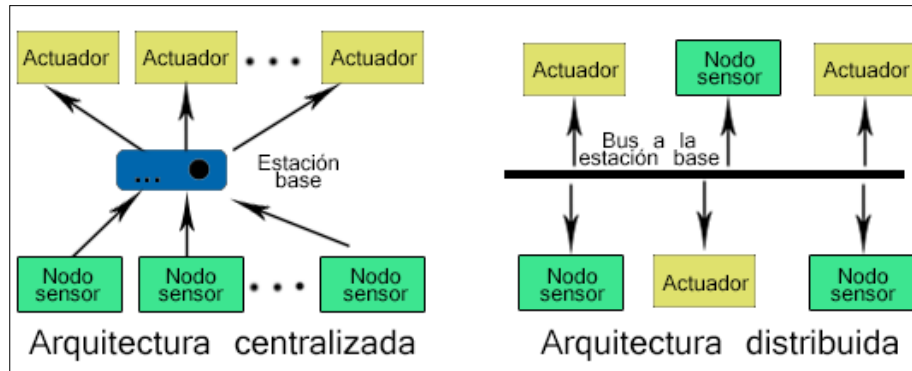 Actuador
Actuador
Actuador
Estación
base
Nodo
sensor
Nodo
sensor
Nodo
sensor
Arquitectura centralizada
Actuador
Nodo
sensor
Actuador
Bus a la
estación base
Nodo
sensor
Actuador
Nodo
sensor
Arquitectura distribuida